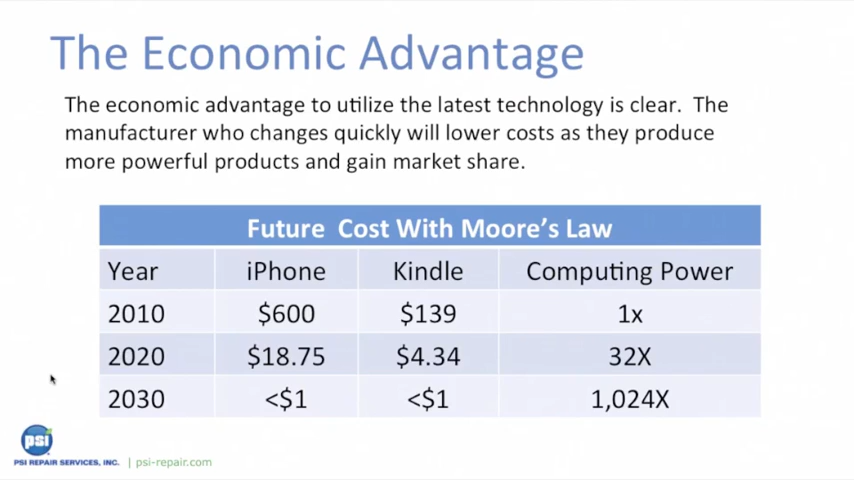 The Economic Advantage
The economic advantage to utilize the latest technology is clear.  The
manufacturer who changes quickly will lower costs as they produce
more powerful products and gain market share.
Future  Cost With Moore's Law
Year iPhone Kindle Computing Power
2010 $600 $139 1x
2020 $18.75 $4.34 32X
2030 <$1 <$1 1,024X
psi
PSI REPAIR SERVICES, INC. | psi-repair.com